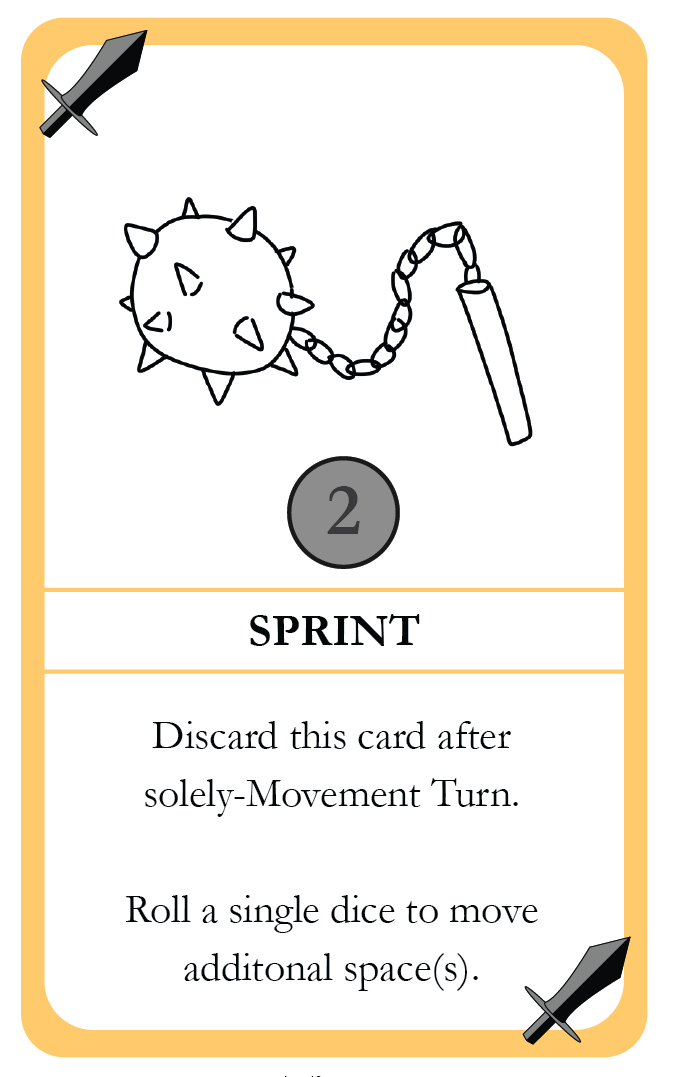 2
SPRINT
Discard this card after
solely-Movement Turn.
Roll a single dice to move
additonal space(s).